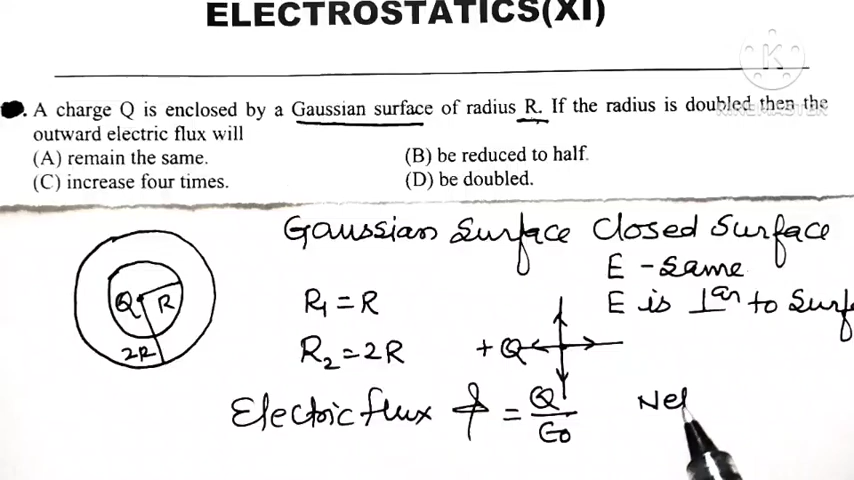 ELECTROSTATICS(XI)
KINEMASTER
A charge Q is enclosed by a Gaussian surface of radius R. If the radius is doubled then the
outward electric flux will
(A) remain the same.
(B) be reduced to half.
(C) increase four times.
(D) be doubled.
Gaussian Surface Closed Surface
E - same
E is ⊥ar to Surf
Q R
2R
R₁ = R
R₂ = 2R
+Q
Electric flux ϕ = Q/ϵ₀
Net